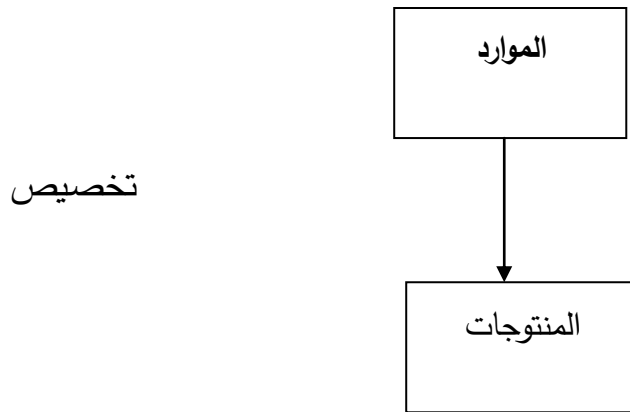 الموارد
تخصيص
المنتوجات